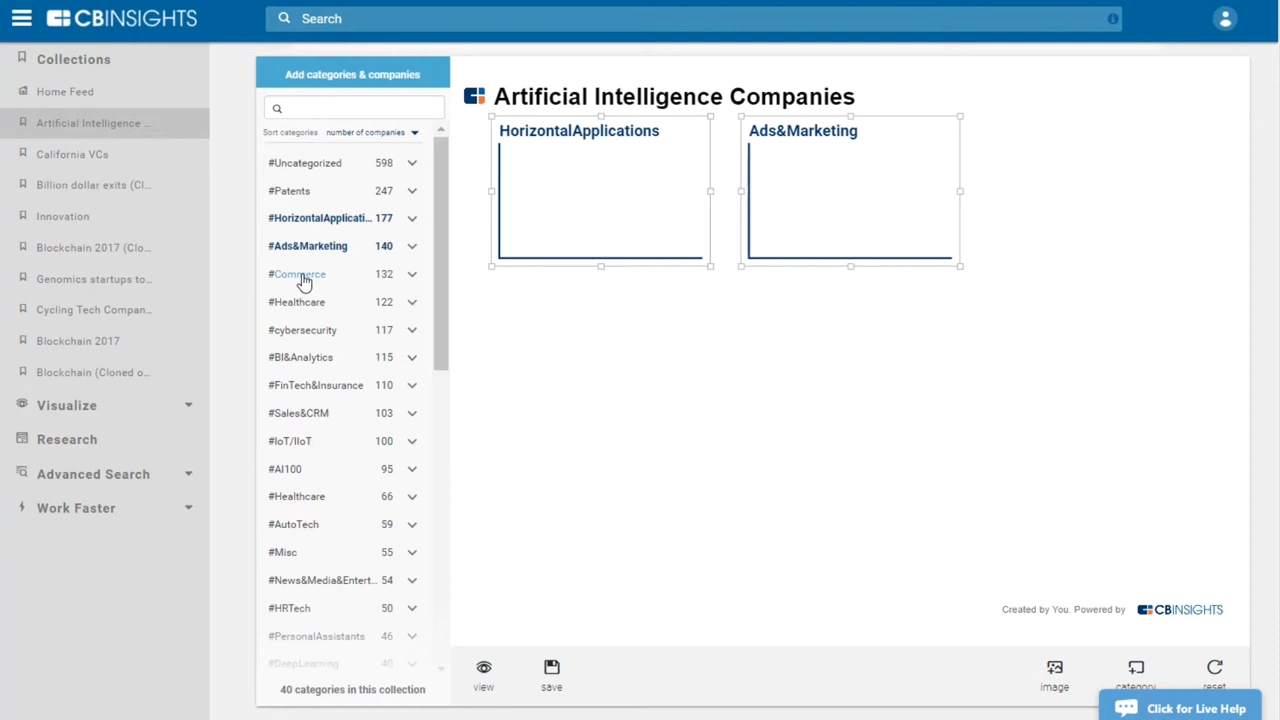 CBINSIGHTS
Search
Collections
Home Feed
Artificial Intelligence ...
California VCs
Billion dollar exits (Cl...
Innovation
Blockchain 2017 (Clo...
Genomics startups to...
Cycling Tech Compan...
Blockchain 2017
Blockchain (Cloned o...
Visualize
Research
Advanced Search
Work Faster
Add categories & companies
Sort categories number of companies
#Uncategorized 598
#Patents 247
#HorizontalApplicati... 177
#Ads&Marketing 140
#Commerce 132
#Healthcare 122
#cybersecurity 117
#BI&Analytics 115
#FinTech&Insurance 110
#Sales&CRM 103
#IoT/IIoT 100
#AI100 95
#Healthcare 66
#AutoTech 59
#Misc 55
#News&Media&Entert... 54
#HRTech 50
#PersonalAssistants 46
#DeepLearning 40
40 categories in this collection
Artificial Intelligence Companies
HorizontalApplications
Ads&Marketing
Created by You. Powered by CBINSIGHTS
view
save
image
category
reset
Click for Live Help